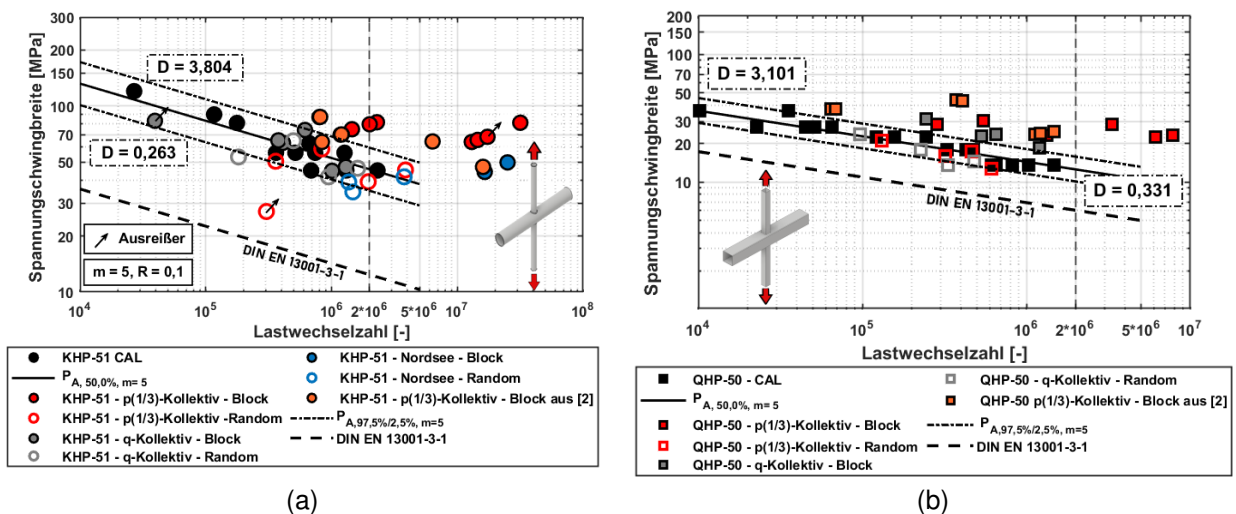 300
150
100
70
50
30
20
10
Spannungsschwingbreite [MPa]
D = 3,804
D = 0,263
Ausreißer
m = 5, R = 0,1
DIN EN 13001-3-1
10^4
10^5
10^6
2*10^6
5*10^6
10^7
10^8
Lastwechselzahl [-]
KHP-51 CAL
P_A, 50,0%, m= 5
KHP-51 - p(1/3)-Kollektiv - Block
KHP-51 - p(1/3)-Kollektiv -Random
KHP-51 - q-Kollektiv - Block
KHP-51 - q-Kollektiv - Random
KHP-51 - Nordsee - Block
KHP-51 - Nordsee - Random
KHP-51 - p(1/3)-Kollektiv - Block aus [2]
P_A,97,5%/2,5%, m=5
DIN EN 13001-3-1
(a)
200
150
100
70
50
30
20
10
Spannungsschwingbreite [MPa]
D = 3,101
D = 0,331
DIN EN 13001-3-1
10^4
10^5
10^6
2*10^6
5*10^6
10^7
Lastwechselzahl [-]
QHP-50 - CAL
P_A, 50,0%, m= 5
QHP-50 - p(1/3)-Kollektiv - Block
QHP-50 - p(1/3)-Kollektiv - Random
QHP-50 - q-Kollektiv - Block
QHP-50 - q-Kollektiv - Random
QHP-50 p(1/3)-Kollektiv - Block aus [2]
P_A,97,5%/2,5%, m=5
DIN EN 13001-3-1
(b)